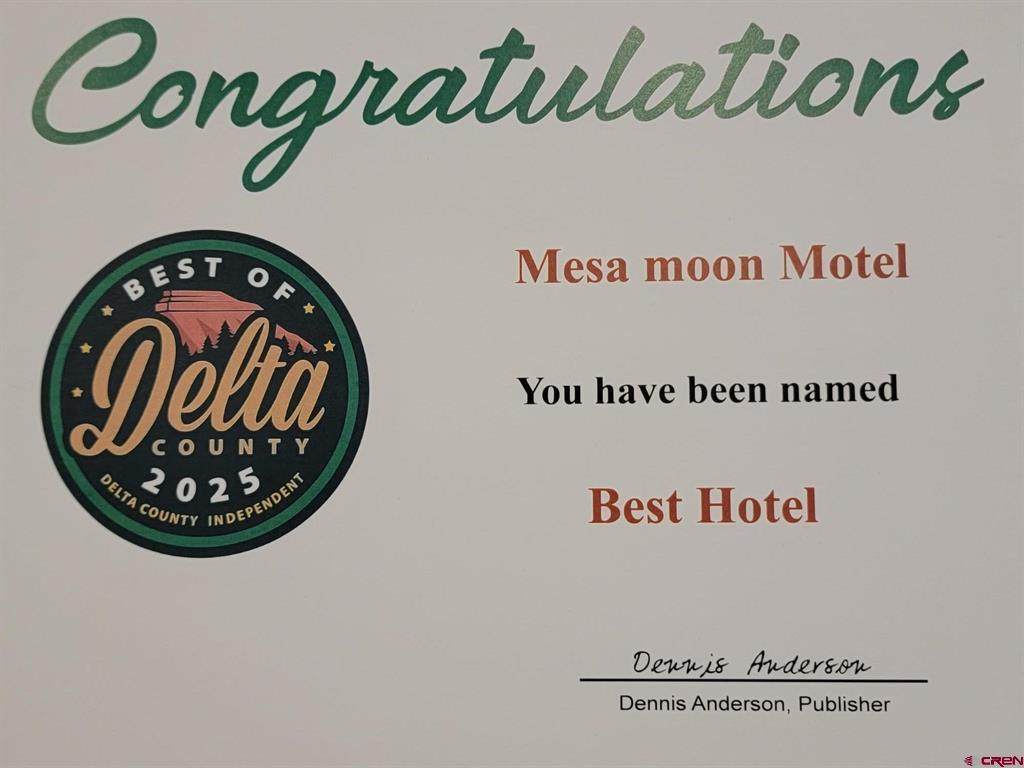 Congratulations
BEST OF
Delta
COUNTY
2025
DELTA COUNTY INDEPENDENT
Mesa moon Motel
You have been named
Best Hotel
Dennis Anderson
Dennis Anderson, Publisher
CREN